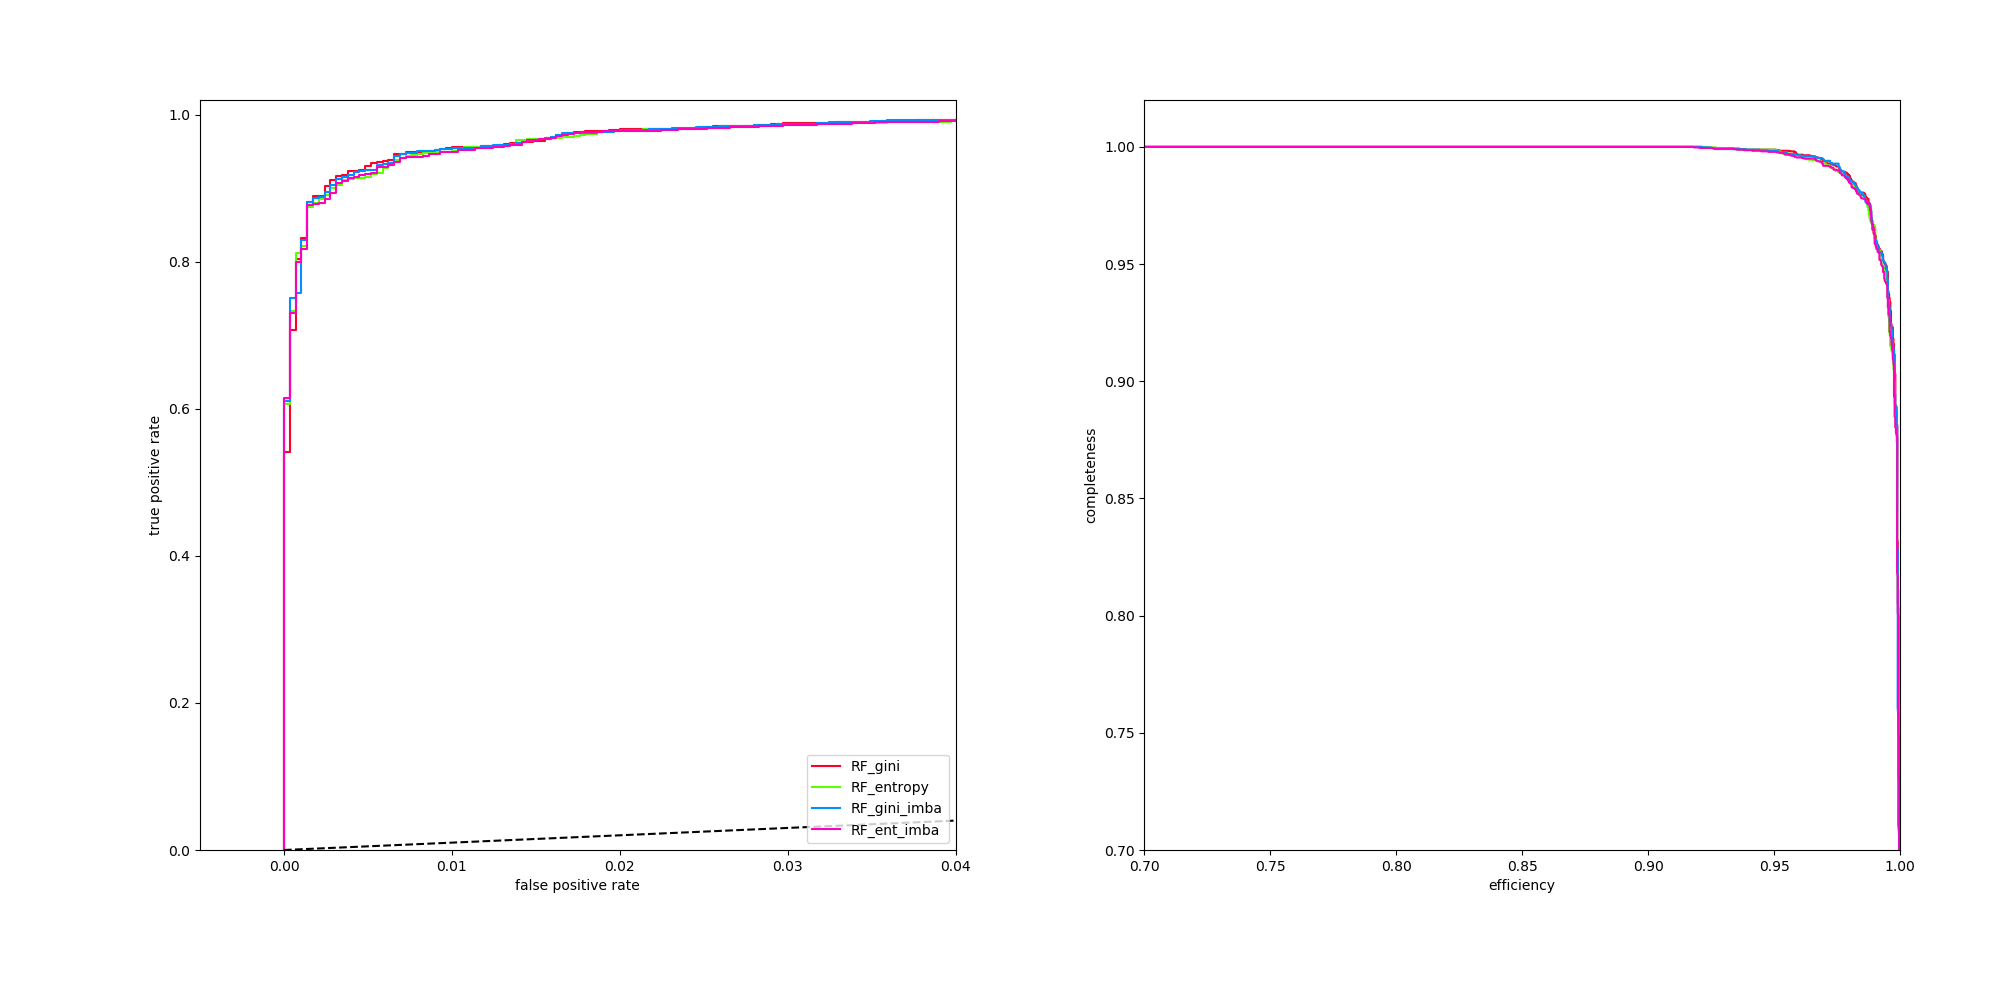 true positive rate
1.0
0.8
0.6
0.4
0.2
0.0
0.00 0.01 0.02 0.03 0.04
false positive rate
RF_gini
RF_entropy
RF_gini_imba
RF_ent_imba
completeness
1.00
0.95
0.90
0.85
0.80
0.75
0.70
0.70 0.75 0.80 0.85 0.90 0.95 1.00
efficiency